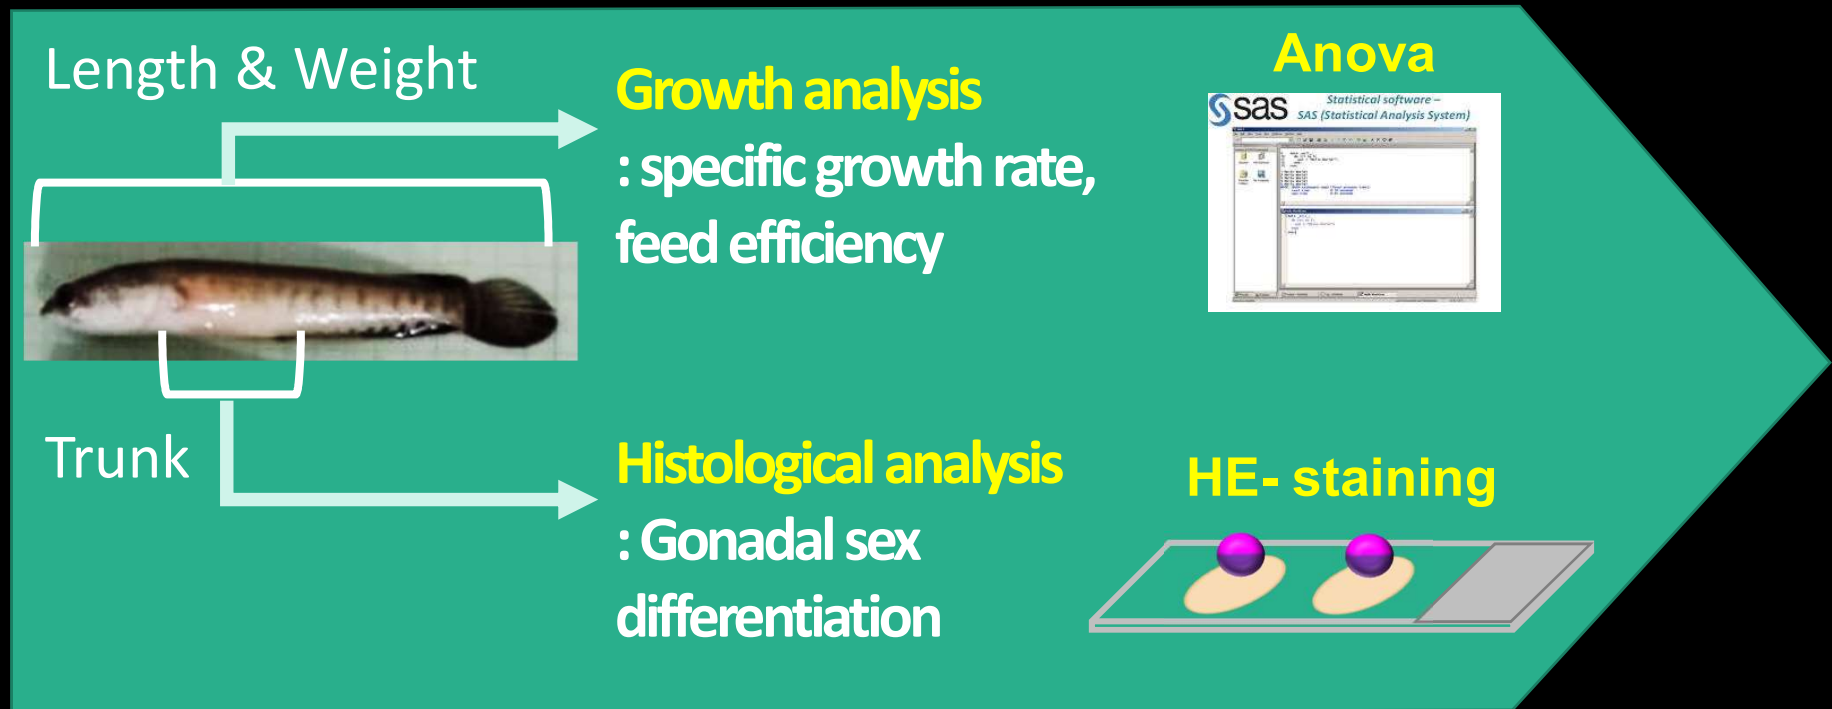 Length & Weight
Growth analysis
: specific growth rate,
feed efficiency
Anova
sas
Statistical software –
SAS (Statistical Analysis System)
Trunk
Histological analysis
: Gonadal sex
differentiation
HE- staining